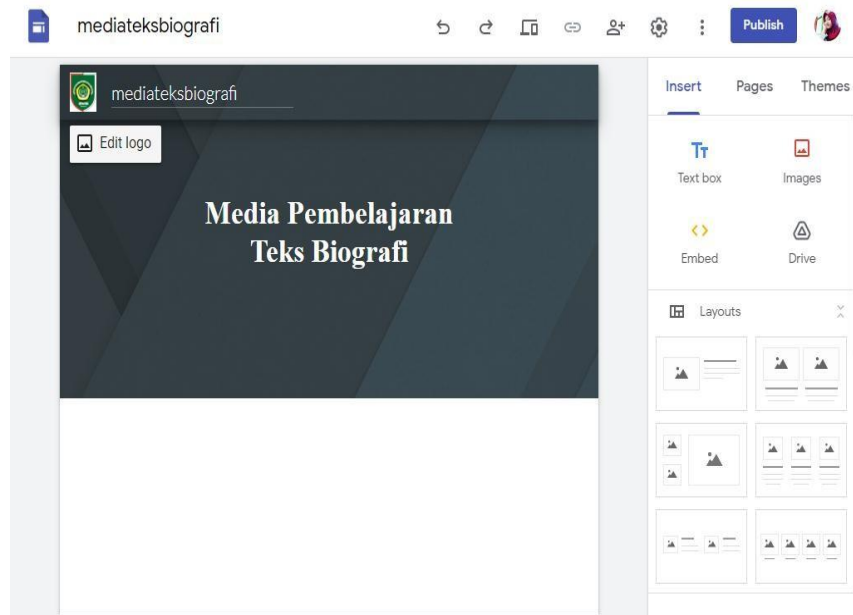 mediateksbiografi
Publish
mediateksbiografi
Edit logo
Media Pembelajaran
Teks Biografi
Insert Pages Themes
Text box Images
Embed Drive
Layouts